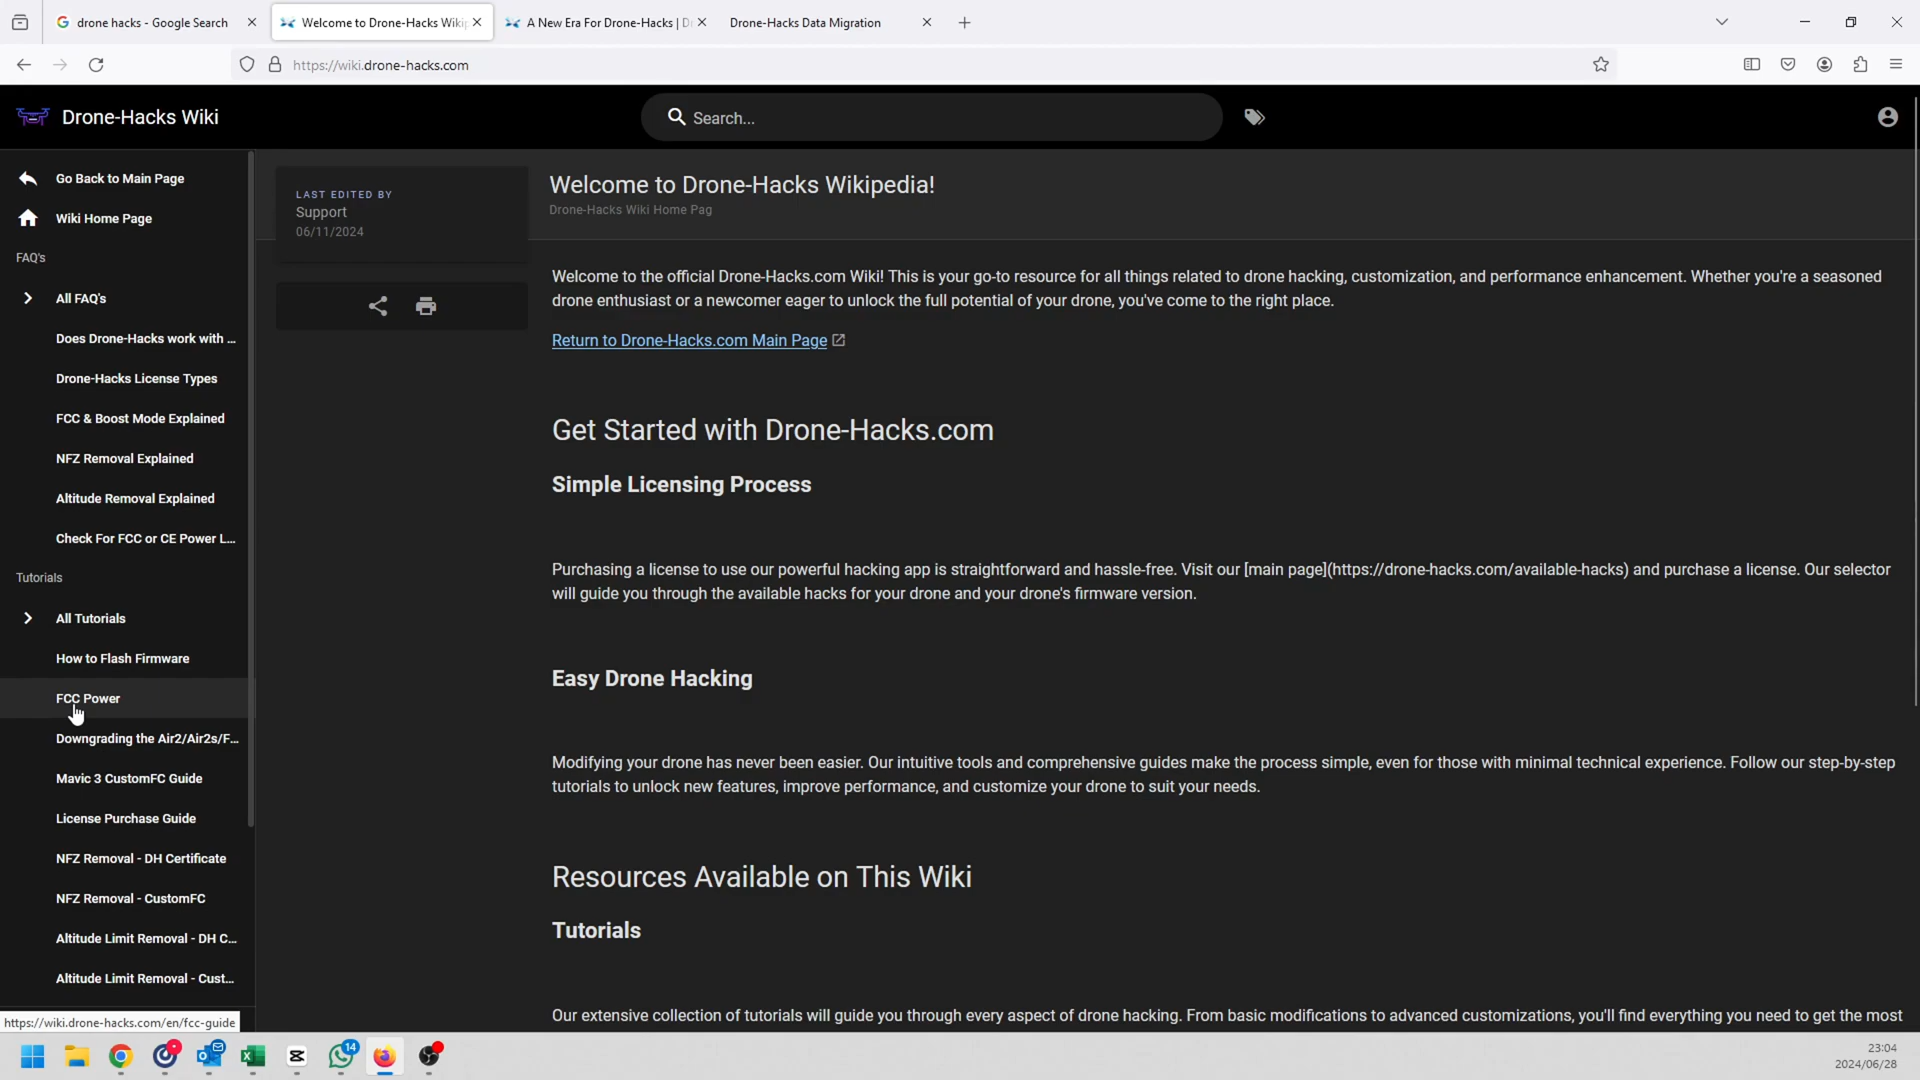 drone hacks - Google Search
Welcome to Drone-Hacks Wikip
A New Era For Drone-Hacks | D
Drone-Hacks Data Migration
https://wiki.drone-hacks.com
Drone-Hacks Wiki
Search...
Go Back to Main Page
Wiki Home Page
FAQ's
All FAQ's
Does Drone-Hacks work with ...
Drone-Hacks License Types
FCC & Boost Mode Explained
NFZ Removal Explained
Altitude Removal Explained
Check For FCC or CE Power L...
Tutorials
All Tutorials
How to Flash Firmware
FCC Power
Downgrading the Air2/Air2s/F...
Mavic 3 CustomFC Guide
License Purchase Guide
NFZ Removal - DH Certificate
NFZ Removal - CustomFC
Altitude Limit Removal - DH C...
Altitude Limit Removal - Cust...
https://wiki.drone-hacks.com/en/fcc-guide
LAST EDITED BY
Support
06/11/2024
Welcome to Drone-Hacks Wikipedia!
Drone-Hacks Wiki Home Pag
Welcome to the official Drone-Hacks.com Wiki! This is your go-to resource for all things related to drone hacking, customization, and performance enhancement. Whether you're a seasoned
drone enthusiast or a newcomer eager to unlock the full potential of your drone, you've come to the right place.
Return to Drone-Hacks.com Main Page
Get Started with Drone-Hacks.com
Simple Licensing Process
Purchasing a license to use our powerful hacking app is straightforward and hassle-free. Visit our [main page](https://drone-hacks.com/available-hacks) and purchase a license. Our selector
will guide you through the available hacks for your drone and your drone's firmware version.
Easy Drone Hacking
Modifying your drone has never been easier. Our intuitive tools and comprehensive guides make the process simple, even for those with minimal technical experience. Follow our step-by-step
tutorials to unlock new features, improve performance, and customize your drone to suit your needs.
Resources Available on This Wiki
Tutorials
Our extensive collection of tutorials will guide you through every aspect of drone hacking. From basic modifications to advanced customizations, you'll find everything you need to get the most
14
23:04
2024/06/28